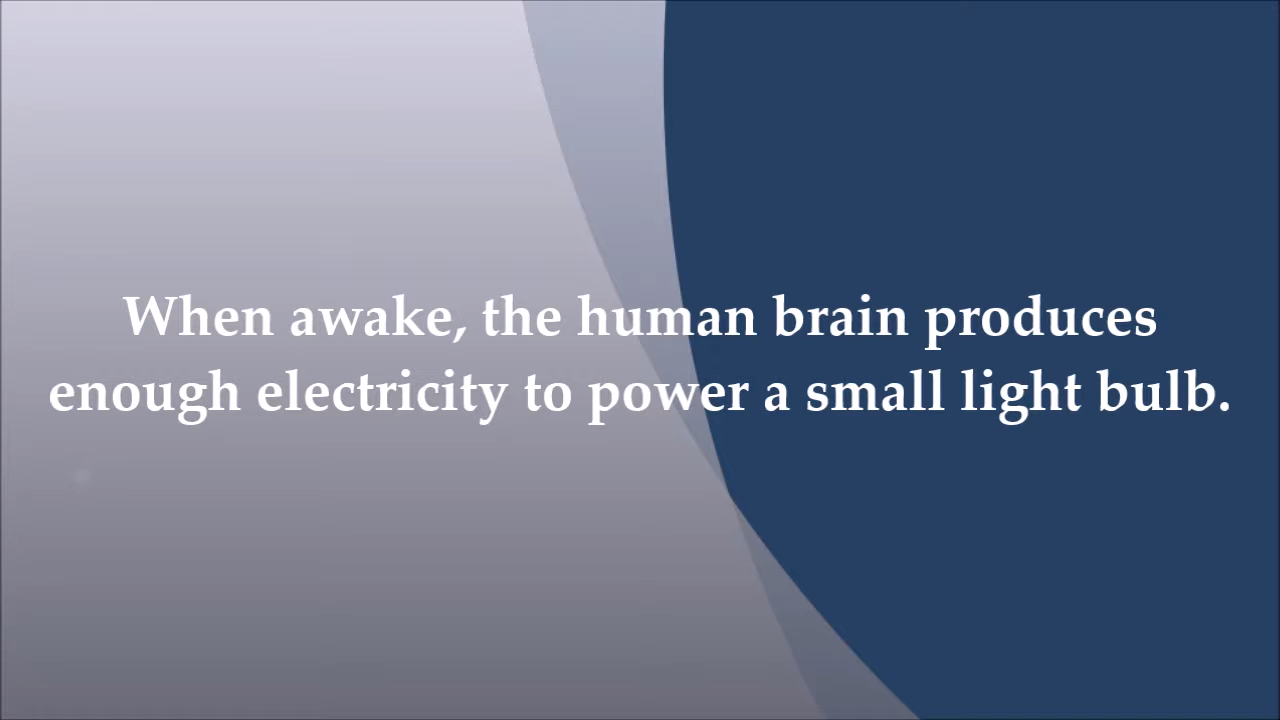 When awake, the human brain produces
enough electricity to power a small light bulb.